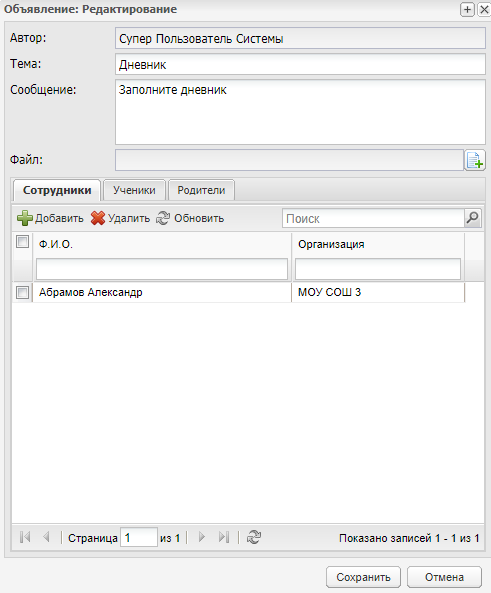 Объявление: Редактирование
Автор: Супер Пользователь Системы
Тема: Дневник
Сообщение: Заполните дневник
Файл:
Сотрудники Ученики Родители
Добавить Удалить Обновить Поиск
Ф.И.О. Организация
Абрамов Александр МОУ СОШ 3
Страница 1 из 1 Показано записей 1 - 1 из 1
Сохранить Отмена